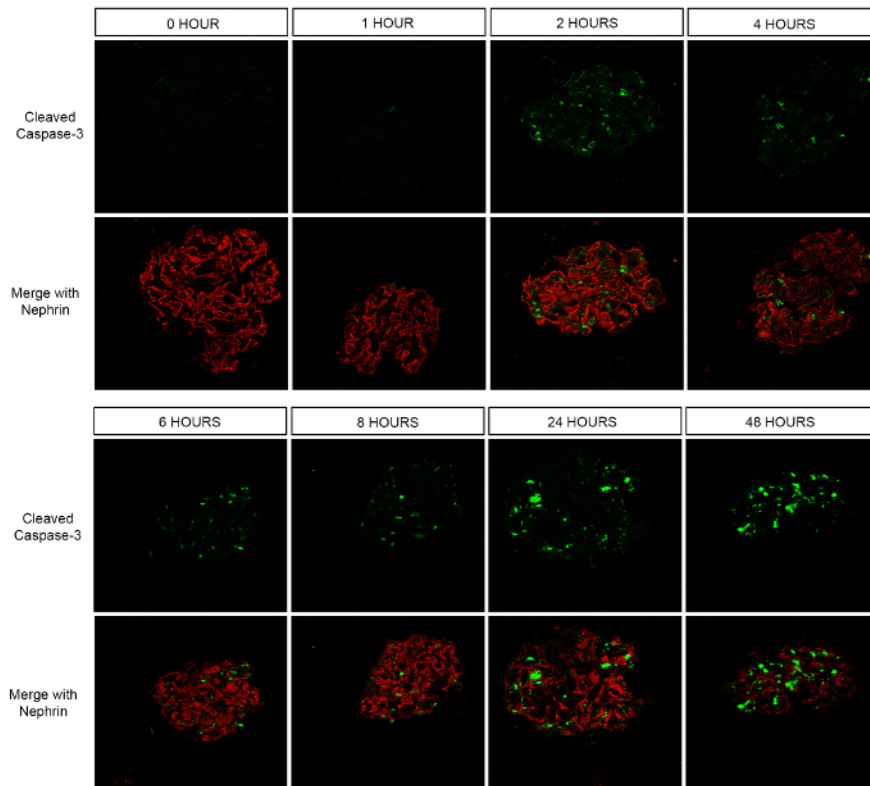 0 HOUR
1 HOUR
2 HOURS
4 HOURS
Cleaved
Caspase-3
Merge with
Nephrin
6 HOURS
8 HOURS
24 HOURS
48 HOURS
Cleaved
Caspase-3
Merge with
Nephrin